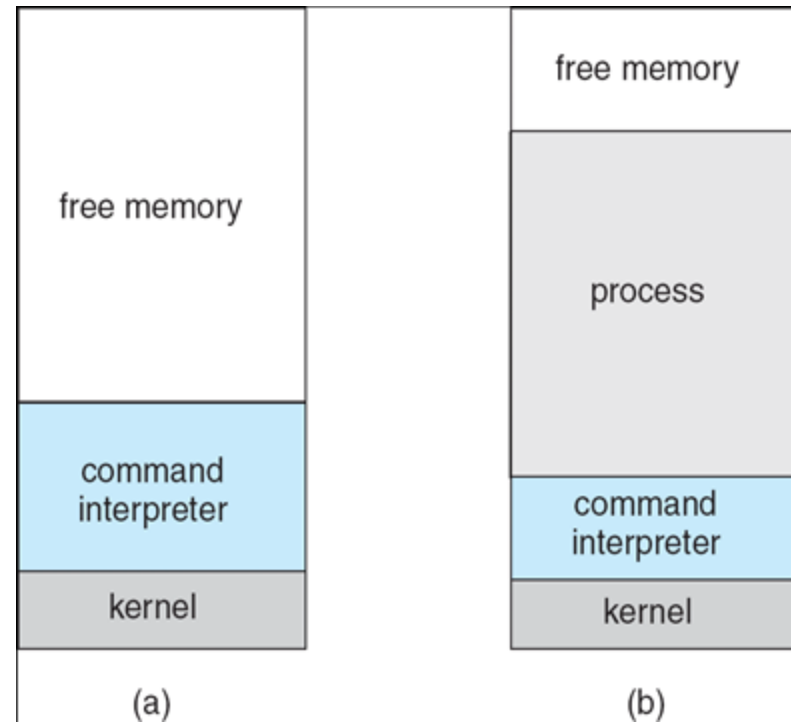 free memory
command
interpreter
kernel
(a)
free memory
process
command
interpreter
kernel
(b)